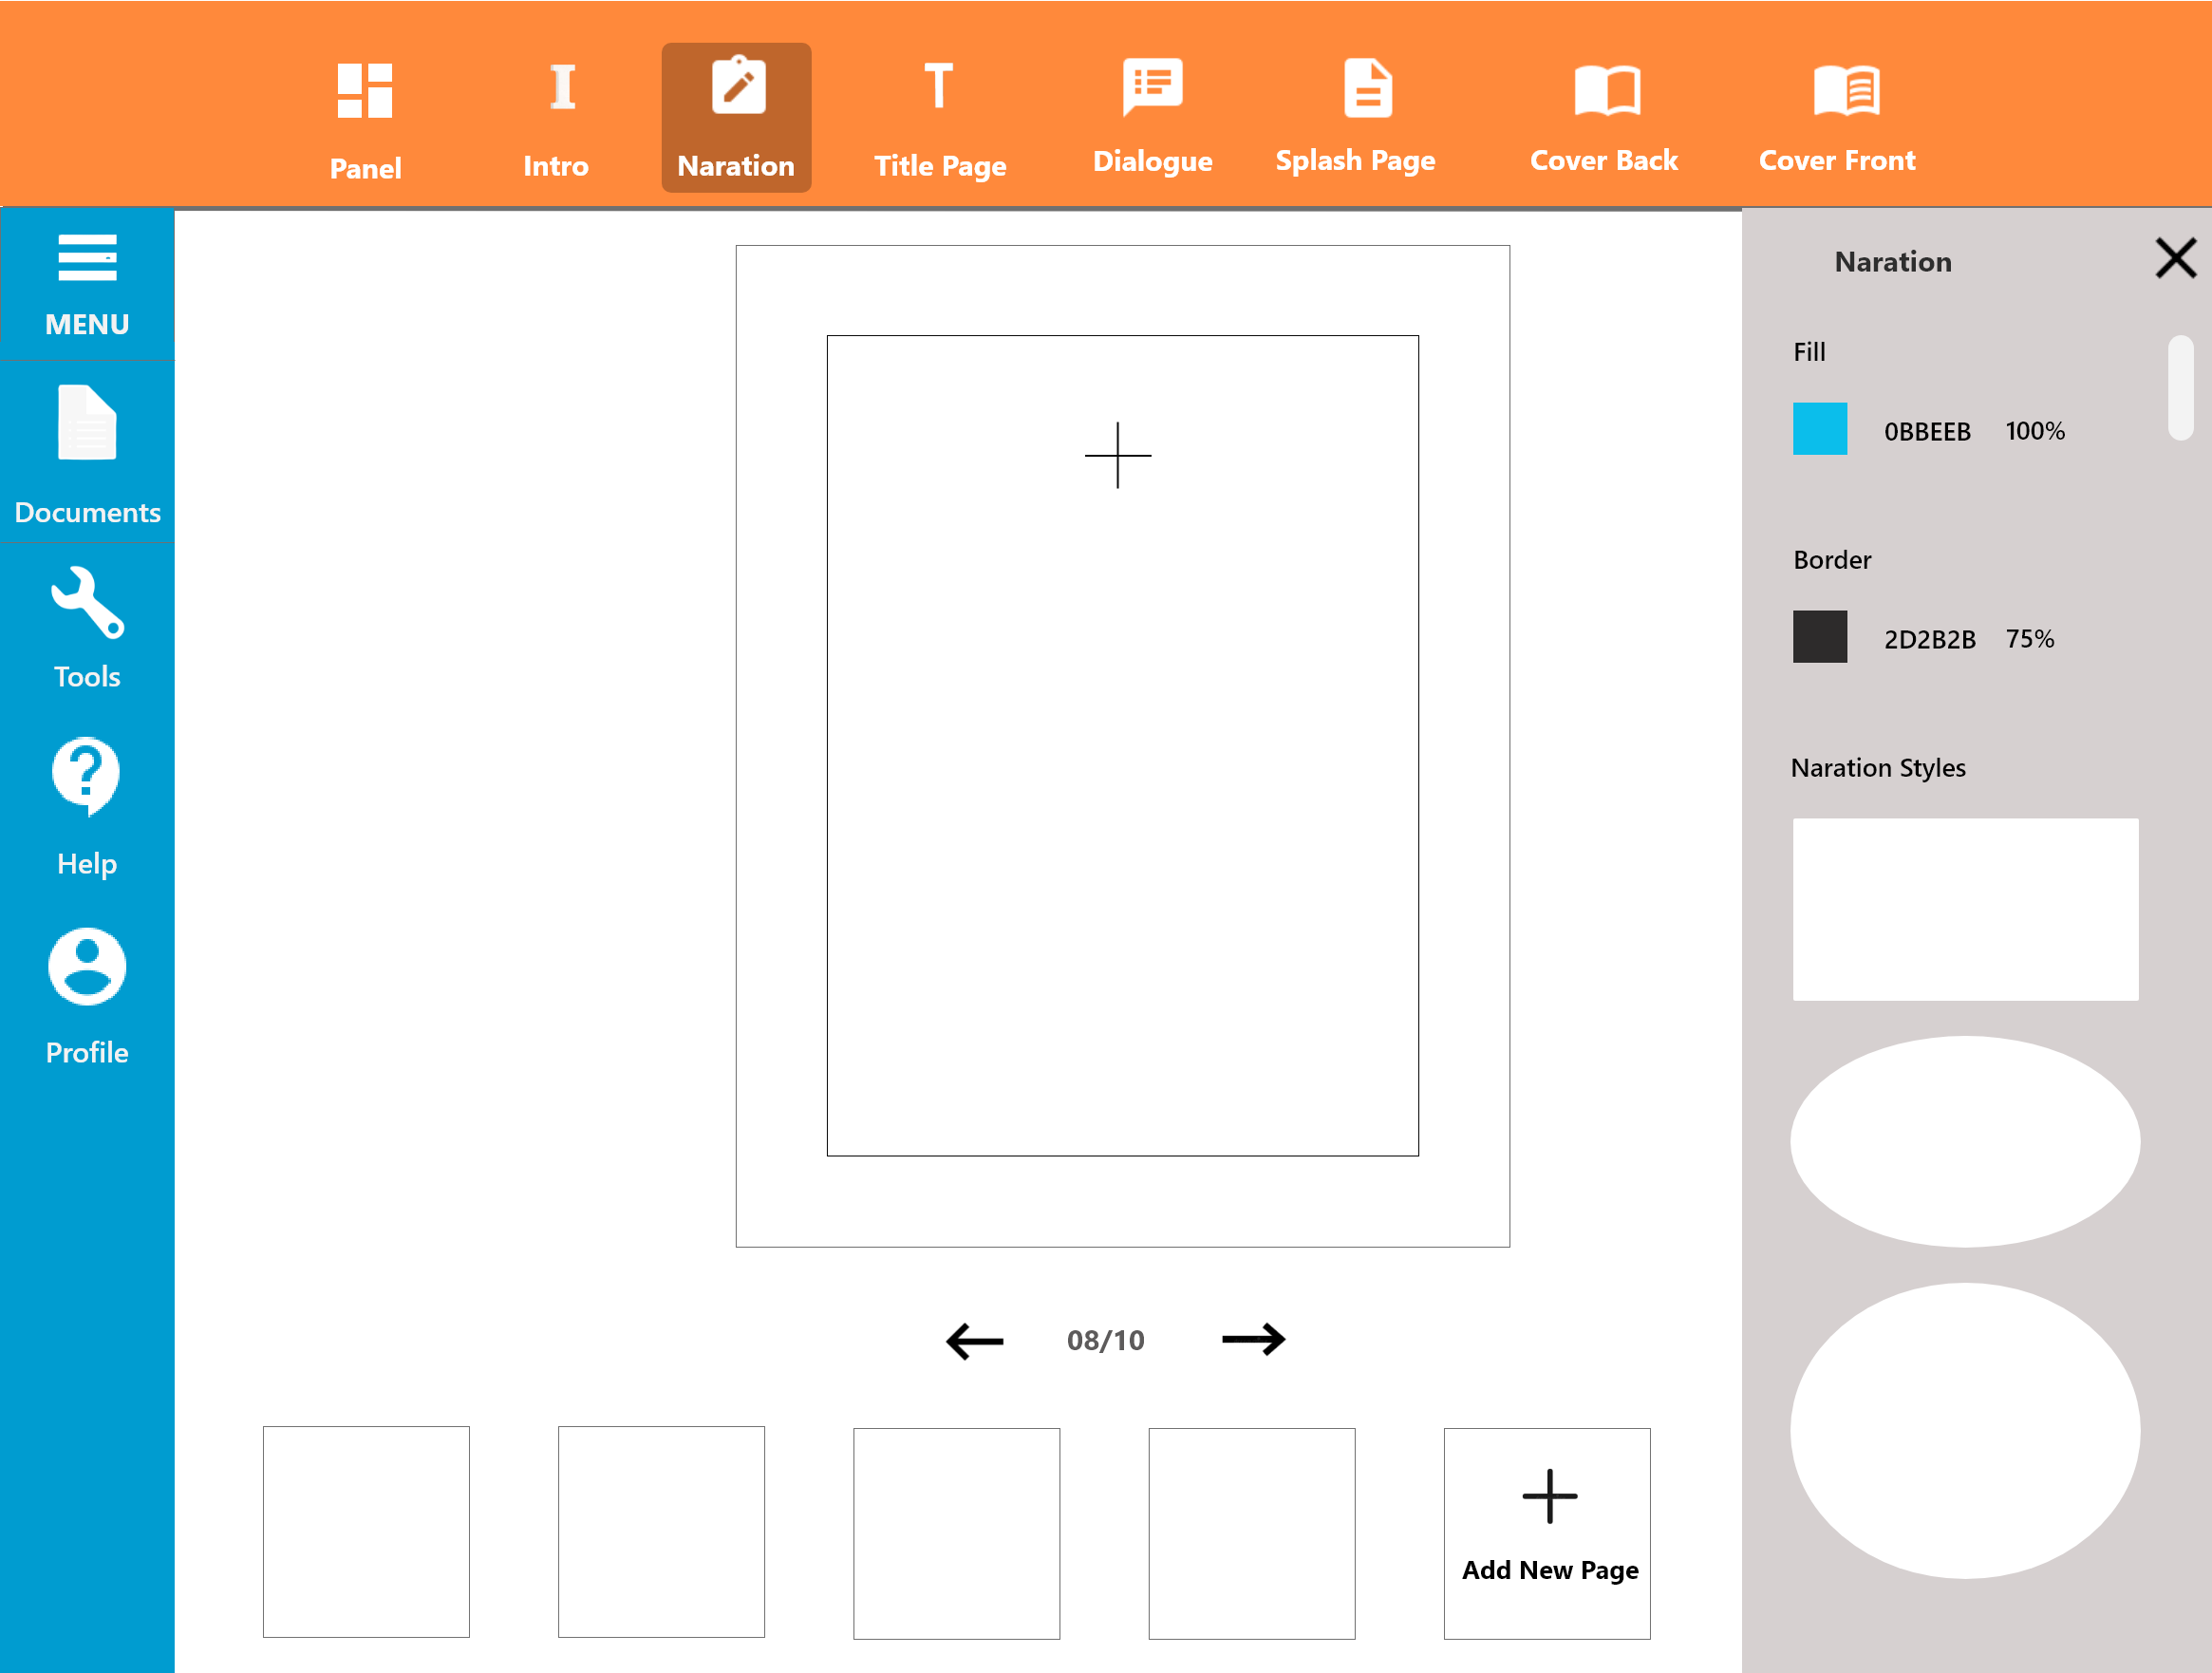 Panel
Intro
Naration
Title Page
Dialogue
Splash Page
Cover Back
Cover Front
MENU
Documents
Tools
Help
Profile
08/10
Add New Page
Naration
Fill
0BBEEB 100%
Border
2D2B2B 75%
Naration Styles